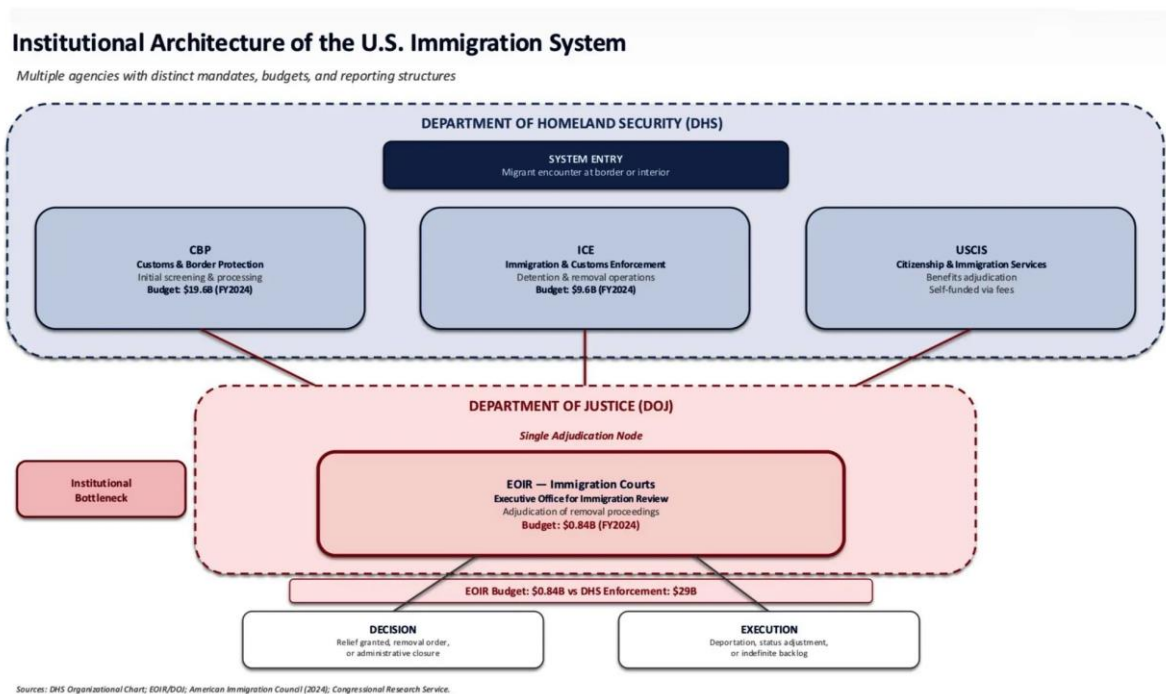 Institutional Architecture of the U.S. Immigration System
Multiple agencies with distinct mandates, budgets, and reporting structures
DEPARTMENT OF HOMELAND SECURITY (DHS)
SYSTEM ENTRY
Migrant encounter at border or interior
CBP
Customs & Border Protection
Initial screening & processing
Budget: $19.6B (FY2024)
ICE
Immigration & Customs Enforcement
Detention & removal operations
Budget: $9.6B (FY2024)
USCIS
Citizenship & Immigration Services
Benefits adjudication
Self-funded via fees
DEPARTMENT OF JUSTICE (DOJ)
Single Adjudication Node
Institutional
Bottleneck
EOIR — Immigration Courts
Executive Office for Immigration Review
Adjudication of removal proceedings
Budget: $0.84B (FY2024)
EOIR Budget: $0.84B vs DHS Enforcement: $29B
DECISION
Relief granted, removal order,
or administrative closure
EXECUTION
Deportation, status adjustment,
or indefinite backlog
Sources: DHS Organizational Chart; EOIR/DOJ; American Immigration Council (2024); Congressional Research Service.